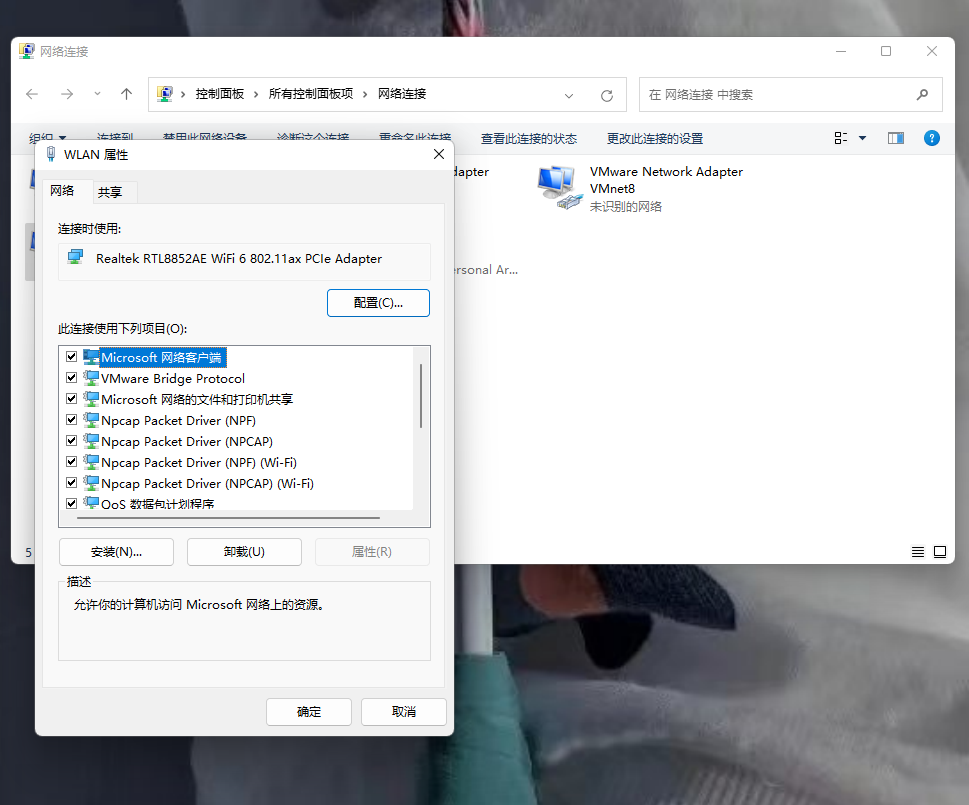 网络连接
控制面板 所有控制面板项 网络连接
在 网络连接 中搜索
组织 连接到 禁用此网络设备 诊断这个连接 重命名此连接 查看此连接的状态 更改此连接的设置
WLAN 属性
网络 共享
连接时使用:
Realtek RTL8852AE WiFi 6 802.11ax PCIe Adapter
配置(C)...
此连接使用下列项目(O):
Microsoft 网络客户端
VMware Bridge Protocol
Microsoft 网络的文件和打印机共享
Npcap Packet Driver (NPF)
Npcap Packet Driver (NPCAP)
Npcap Packet Driver (NPF) (Wi-Fi)
Npcap Packet Driver (NPCAP) (Wi-Fi)
QoS 数据包计划程序
安装(N)... 卸载(U) 属性(R)
描述
允许你的计算机访问 Microsoft 网络上的资源。
确定 取消
dapter
ersonal Ar...
VMware Network Adapter
VMnet8
未识别的网络
5